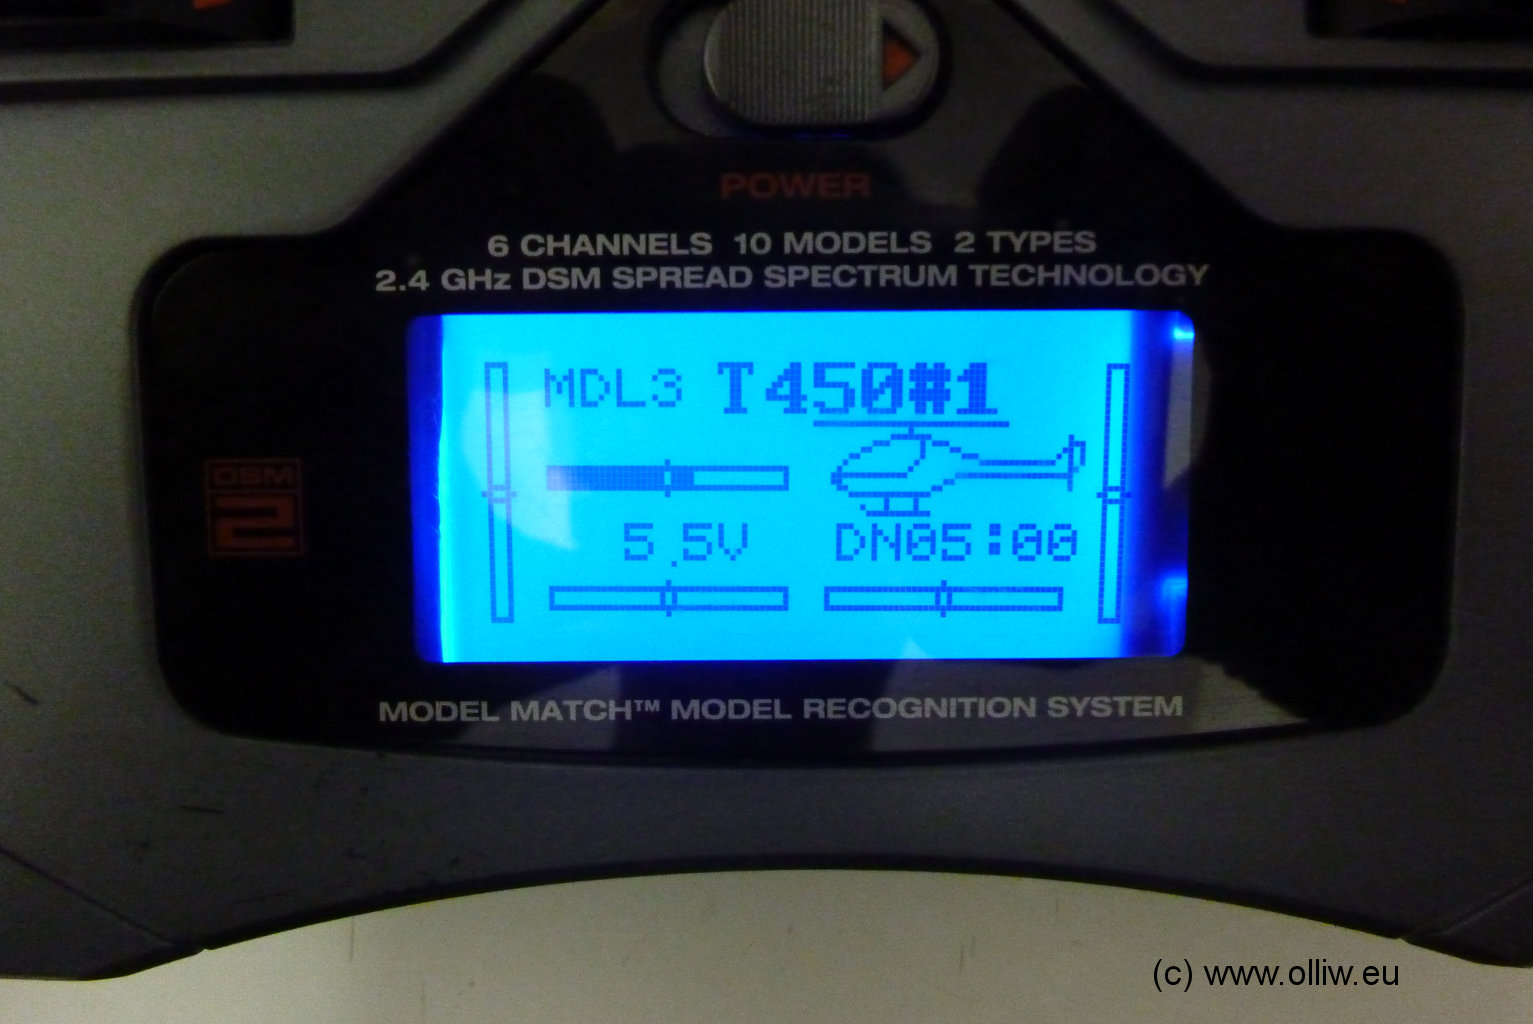 POWER
6 CHANNELS 10 MODELS 2 TYPES
2.4 GHz DSM SPREAD SPECTRUM TECHNOLOGY
MDL3 T450#1
DSM
2
5.5V DN05:00
MODEL MATCH™ MODEL RECOGNITION SYSTEM
(c) www.olliw.eu